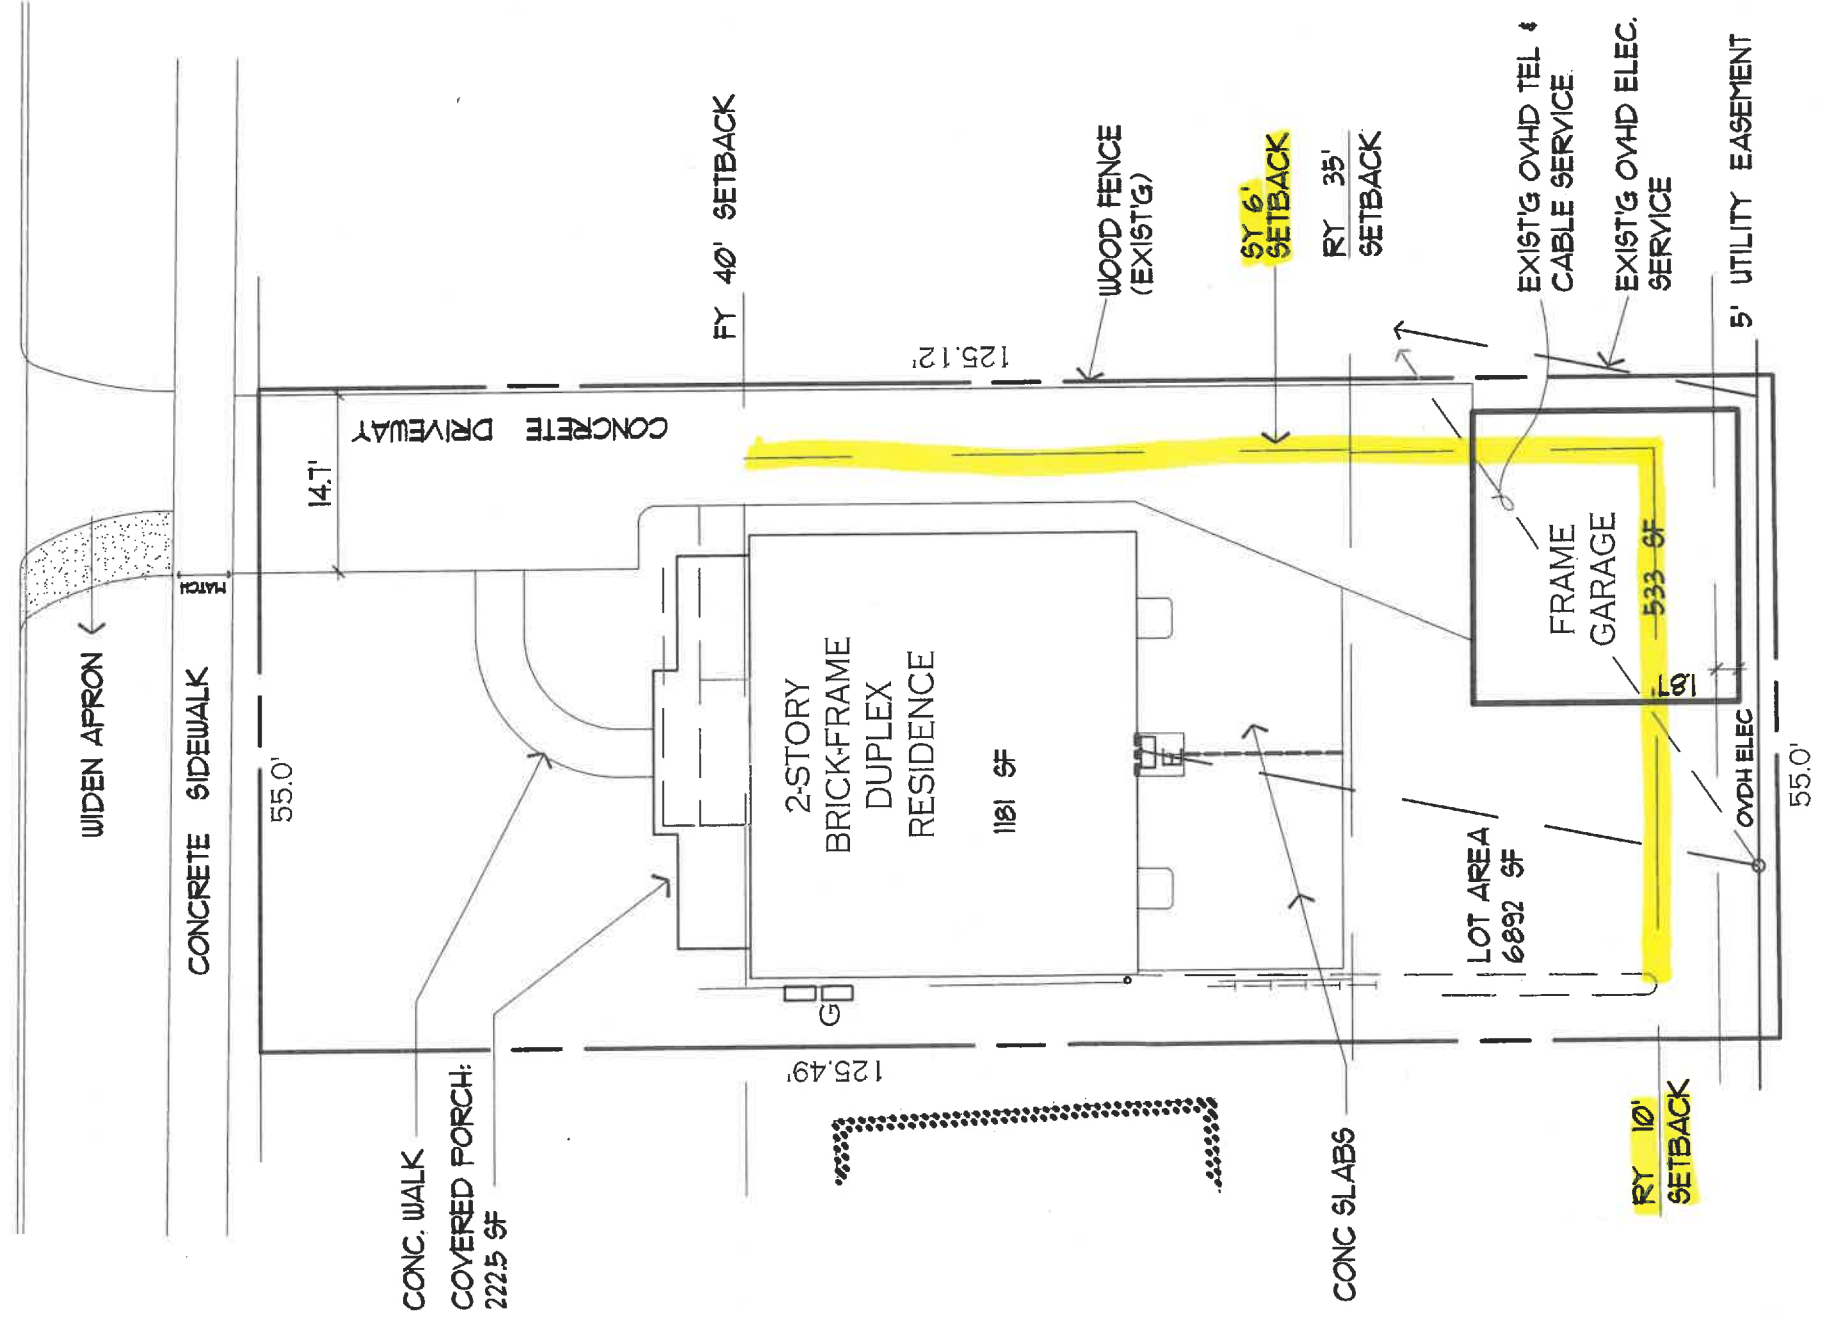 WIDEN APRON
CONCRETE SIDEWALK
MATCH
55.0'
14.7'
CONCRETE DRIVEWAY
FY 40' SETBACK
125.12'
WOOD FENCE
(EXIST'G)
SY 6'
SETBACK
RY 35'
SETBACK
EXIST'G OVHD TEL &
CABLE SERVICE
EXIST'G OVHD ELEC.
SERVICE
5' UTILITY EASEMENT
2-STORY
BRICK-FRAME
DUPLEX
RESIDENCE
1181 SF
FRAME
GARAGE
533 SF
LOT AREA
6892 SF
OVDH ELEC
55.0'
G
125.49'
CONC. WALK
COVERED PORCH:
222.5 SF
CONC SLABS
RY 10'
SETBACK